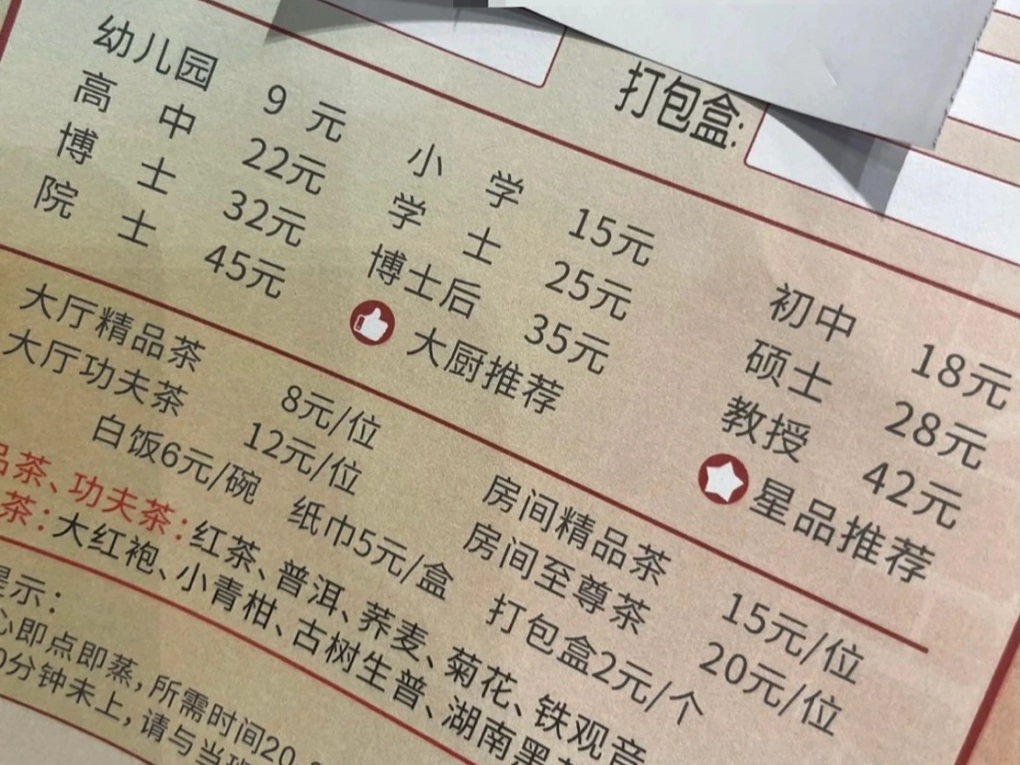 打包盒:
幼儿园 9 元 小 学 15元 初中 18元
高 中 22元 学 士 25元 硕士 28元
博 士 32元 博士后 35元 教授 42元
院 士 45元 大厨推荐 星品推荐
大厅精品茶 8元/位 房间精品茶 15元/位
大厅功夫茶 12元/位 房间至尊茶 20元/位
白饭6元/碗 纸巾5元/盒 打包盒2元/个
品茶、功夫茶:红茶、普洱、荞麦、菊花、铁观音
茶:大红袍、小青柑、古树生普、湖南黑
提示:
心即点即蒸,所需时间20
0分钟未上,请与当班